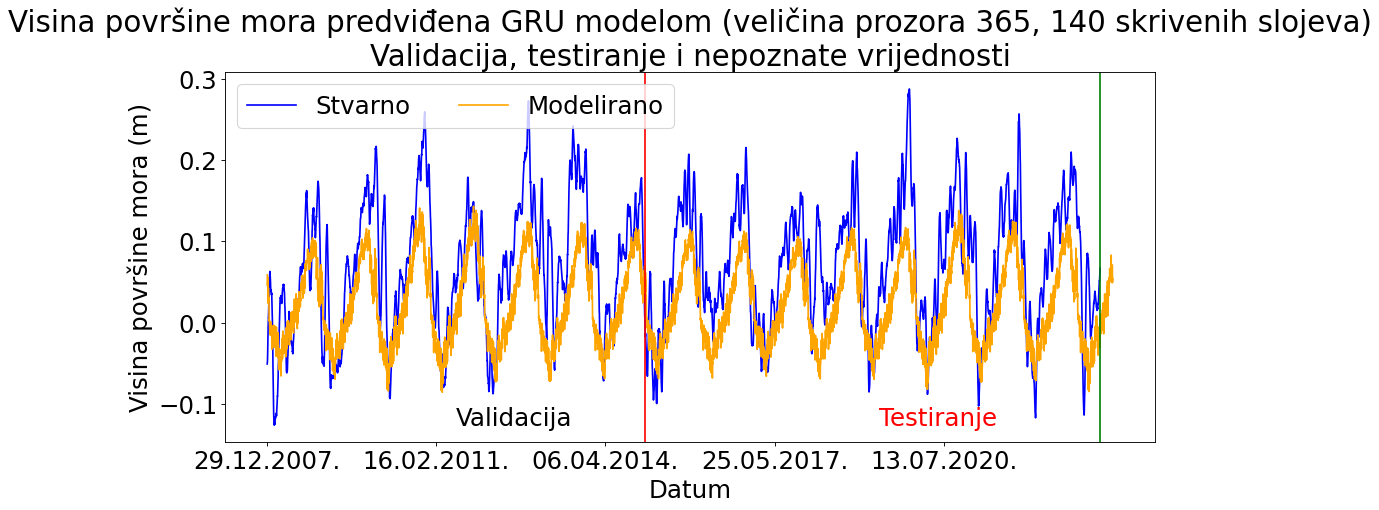 Visina površine mora predviđena GRU modelom (veličina prozora 365, 140 skrivenih slojeva)
Validacija, testiranje i nepoznate vrijednosti
Stvarno
Modelirano
Visina površine mora (m)
0.3
0.2
0.1
0.0
−0.1
Validacija
Testiranje
29.12.2007.
16.02.2011.
06.04.2014.
25.05.2017.
13.07.2020.
Datum